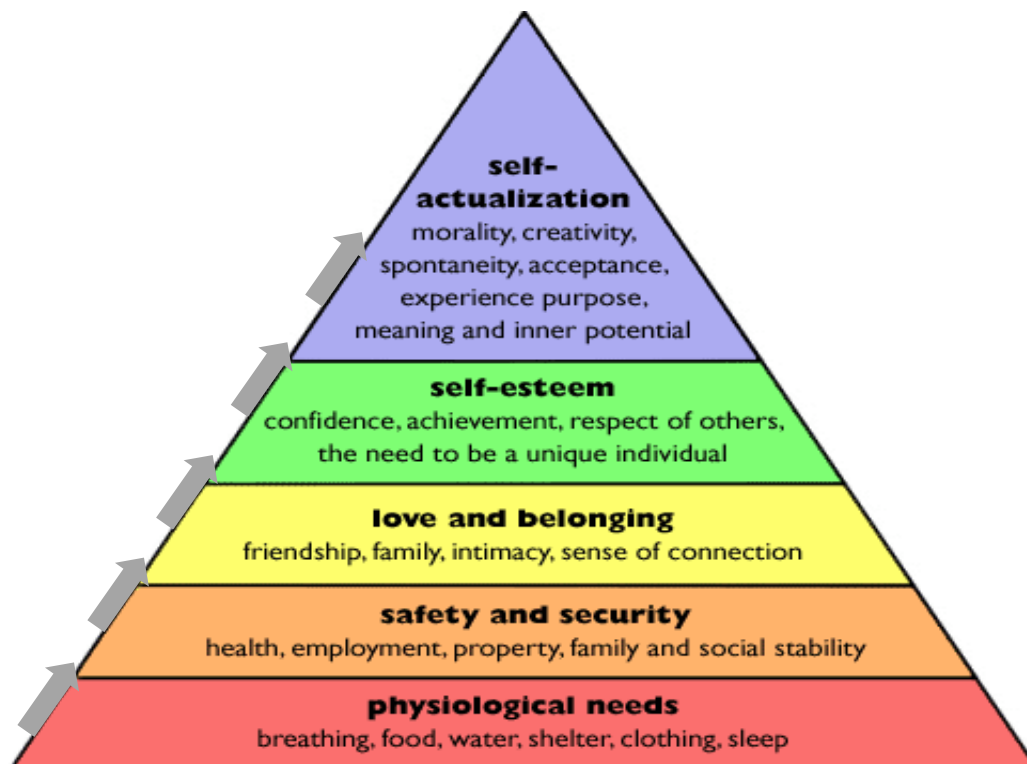 self-
actualization
morality, creativity,
spontaneity, acceptance,
experience purpose,
meaning and inner potential
self-esteem
confidence, achievement, respect of others,
the need to be a unique individual
love and belonging
friendship, family, intimacy, sense of connection
safety and security
health, employment, property, family and social stability
physiological needs
breathing, food, water, shelter, clothing, sleep